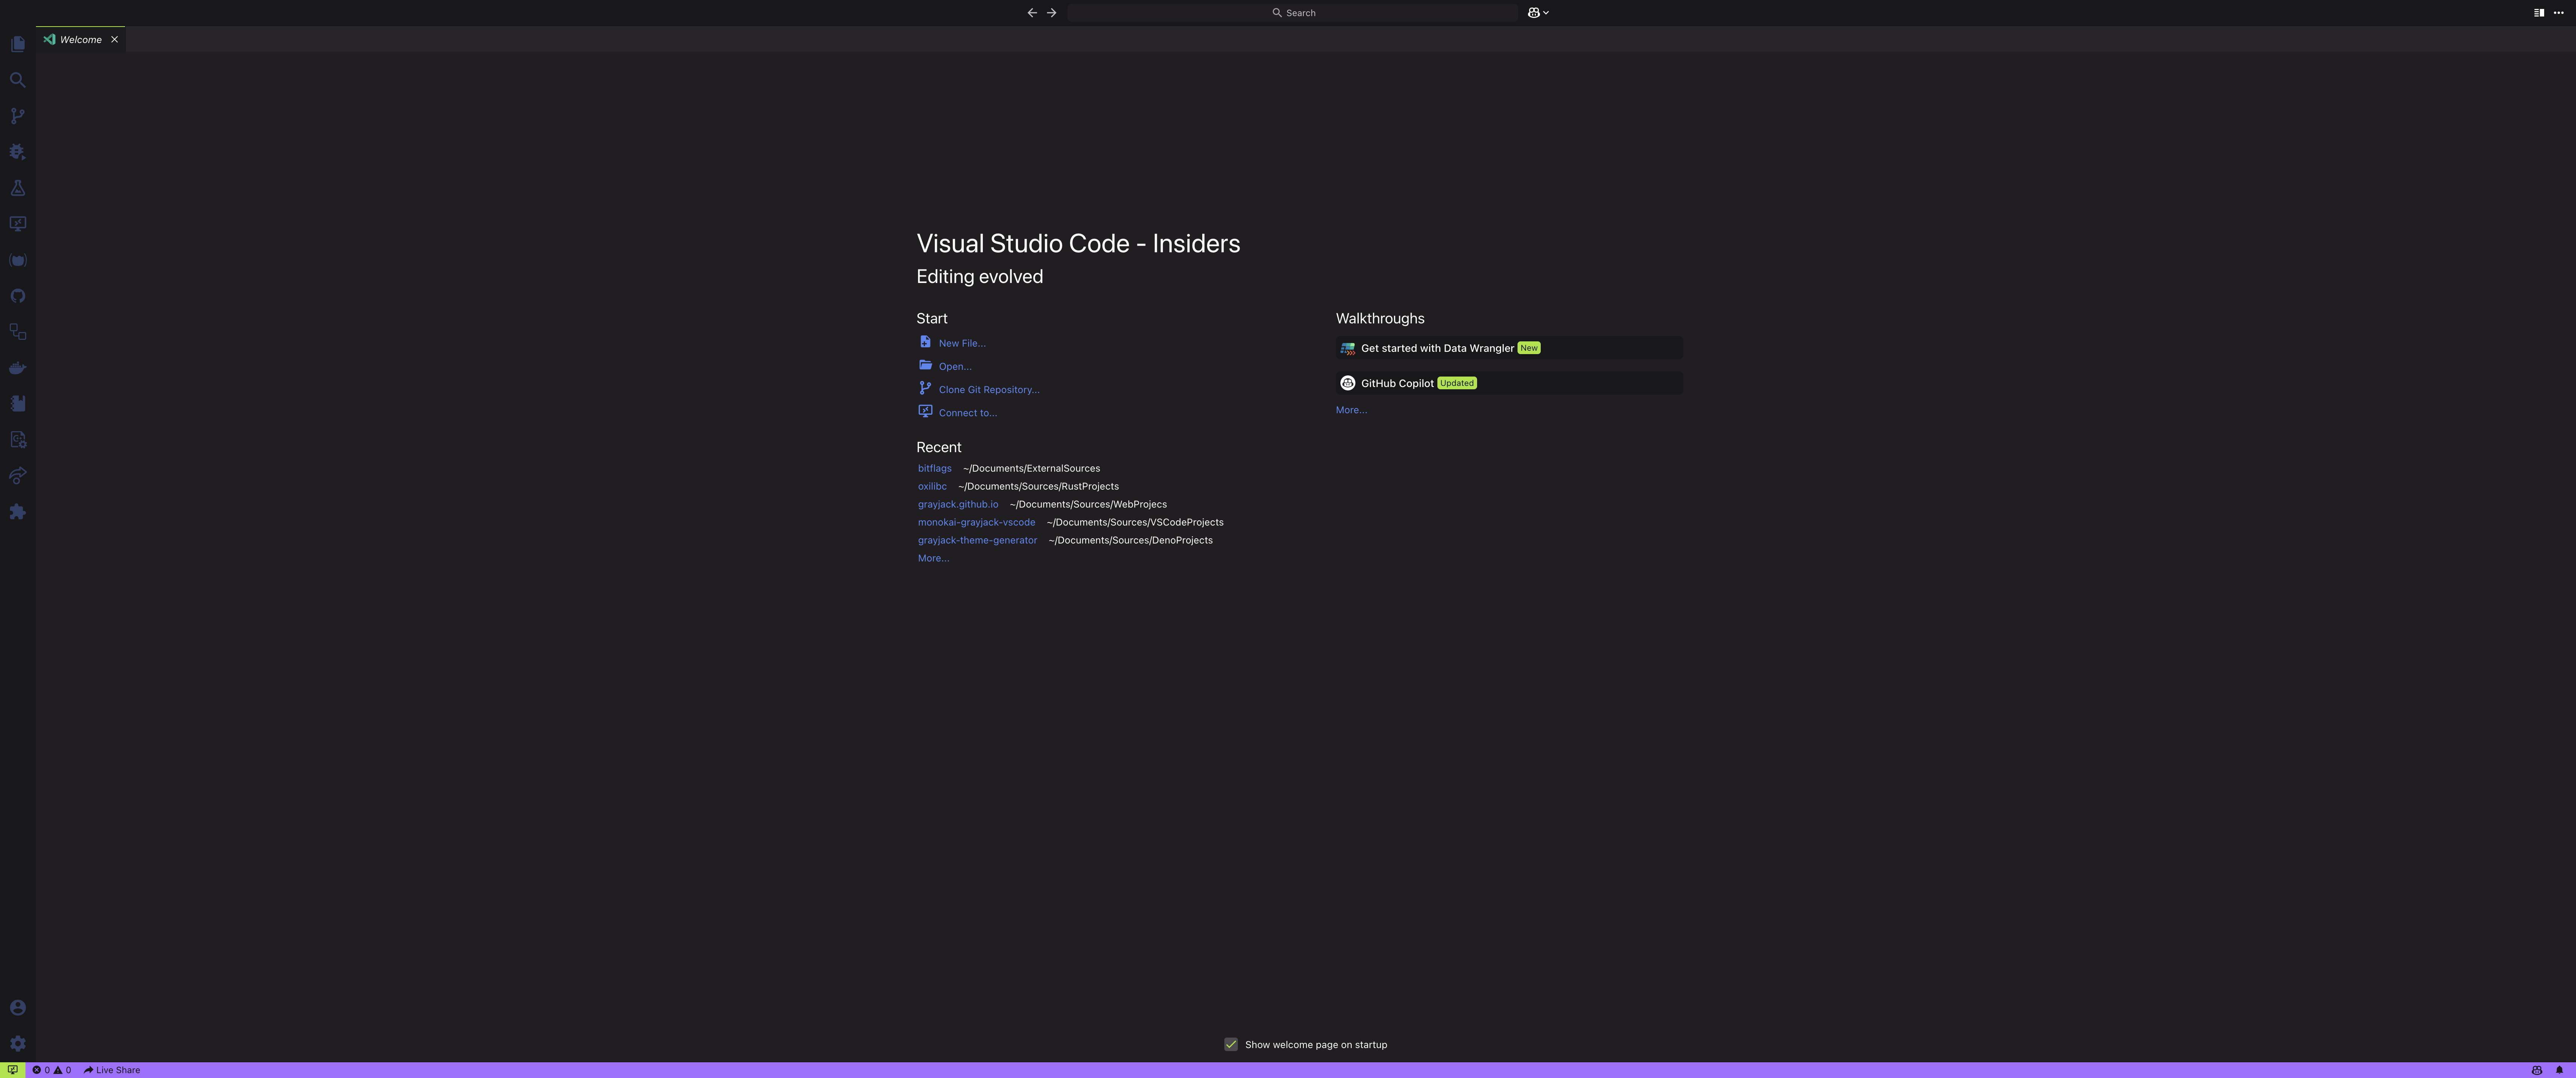 Search
Welcome
Visual Studio Code - Insiders
Editing evolved
Start
New File...
Open...
Clone Git Repository...
Connect to...
Recent
bitflags ~/Documents/ExternalSources
oxilibc ~/Documents/Sources/RustProjects
grayjack.github.io ~/Documents/Sources/WebProjecs
monokai-grayjack-vscode ~/Documents/Sources/VSCodeProjects
grayjack-theme-generator ~/Documents/Sources/DenoProjects
More...
Walkthroughs
Get started with Data Wrangler New
GitHub Copilot Updated
More...
Show welcome page on startup
0 0 Live Share